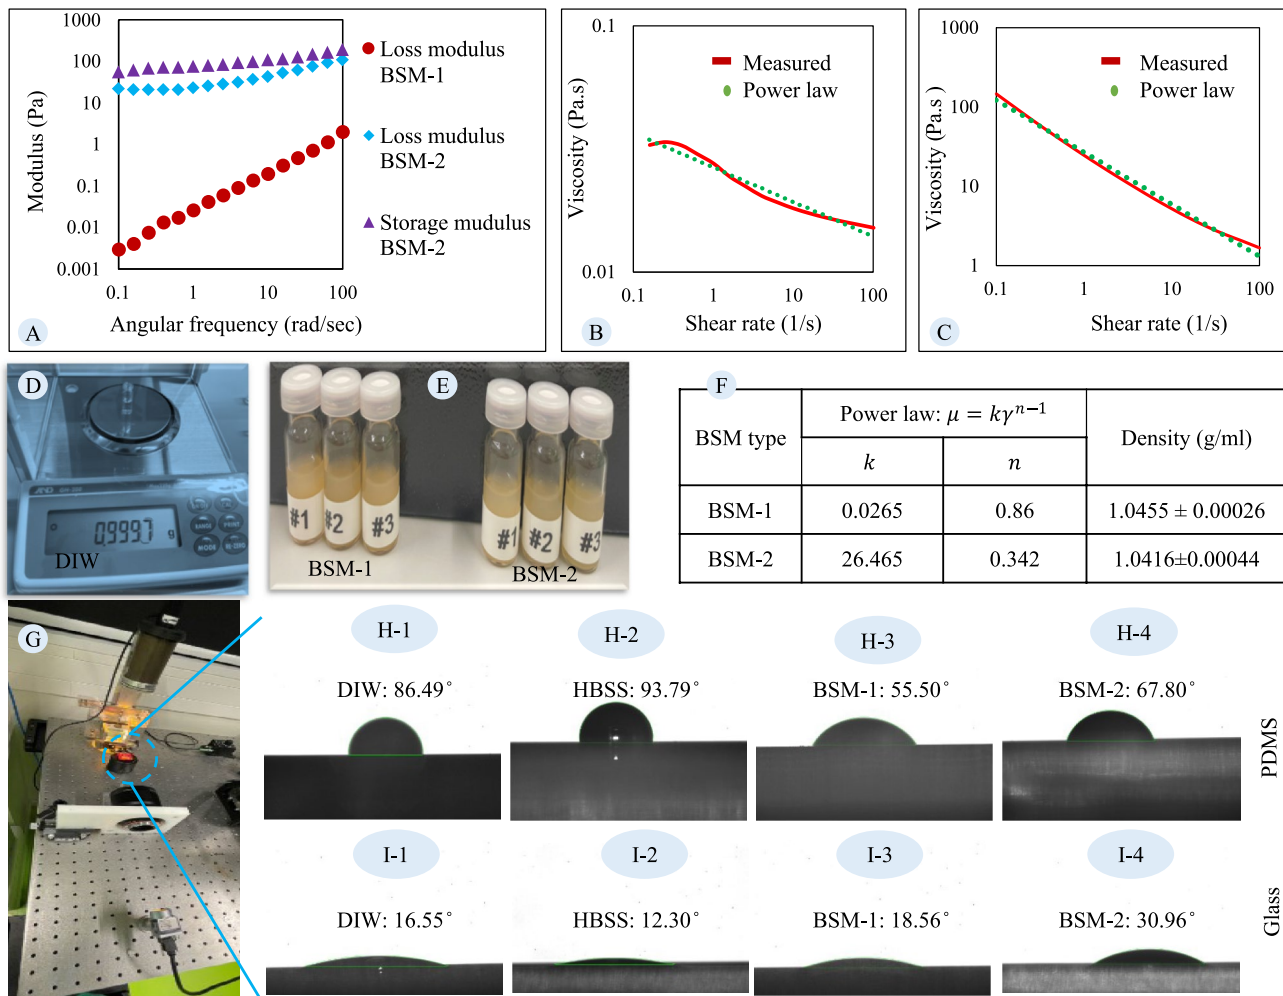 1000
100
10
1
0.1
0.01
0.001
Modulus (Pa)
0.1 1 10 100
Angular frequency (rad/sec)
Loss modulus
BSM-1
Loss mudulus
BSM-2
Storage mudulus
BSM-2
A
0.1
0.01
Viscosity (Pa.s)
Measured
Power law
0.1 1 10 100
Shear rate (1/s)
B
1000
100
10
1
Viscosity (Pa.s)
Measured
Power law
0.1 1 10 100
Shear rate (1/s)
C
D
AND
0.9997 g
RANGE
PRINT
MODE
DIW
E
#1 #2 #3
#1 #2 #3
BSM-1
BSM-2
F
BSM type
Power law: μ = kγⁿ⁻¹
Density (g/ml)
k n
BSM-1 0.0265 0.86 1.0455 ± 0.00026
BSM-2 26.465 0.342 1.0416±0.00044
G
H-1 H-2 H-3 H-4
DIW: 86.49° HBSS: 93.79° BSM-1: 55.50° BSM-2: 67.80°
PDMS
I-1 I-2 I-3 I-4
DIW: 16.55° HBSS: 12.30° BSM-1: 18.56° BSM-2: 30.96°
Glass